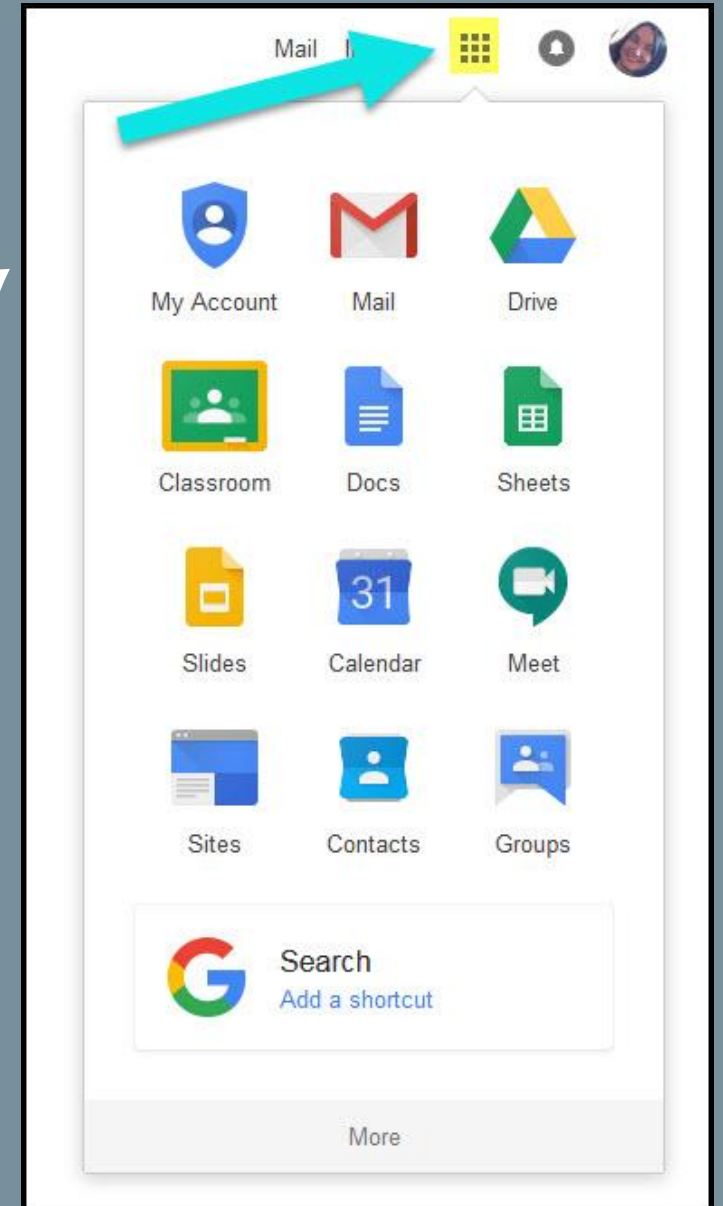 Mail
My Account Mail Drive
Classroom Docs Sheets
31
Slides Calendar Meet
Sites Contacts Groups
Search
Add a shortcut
More